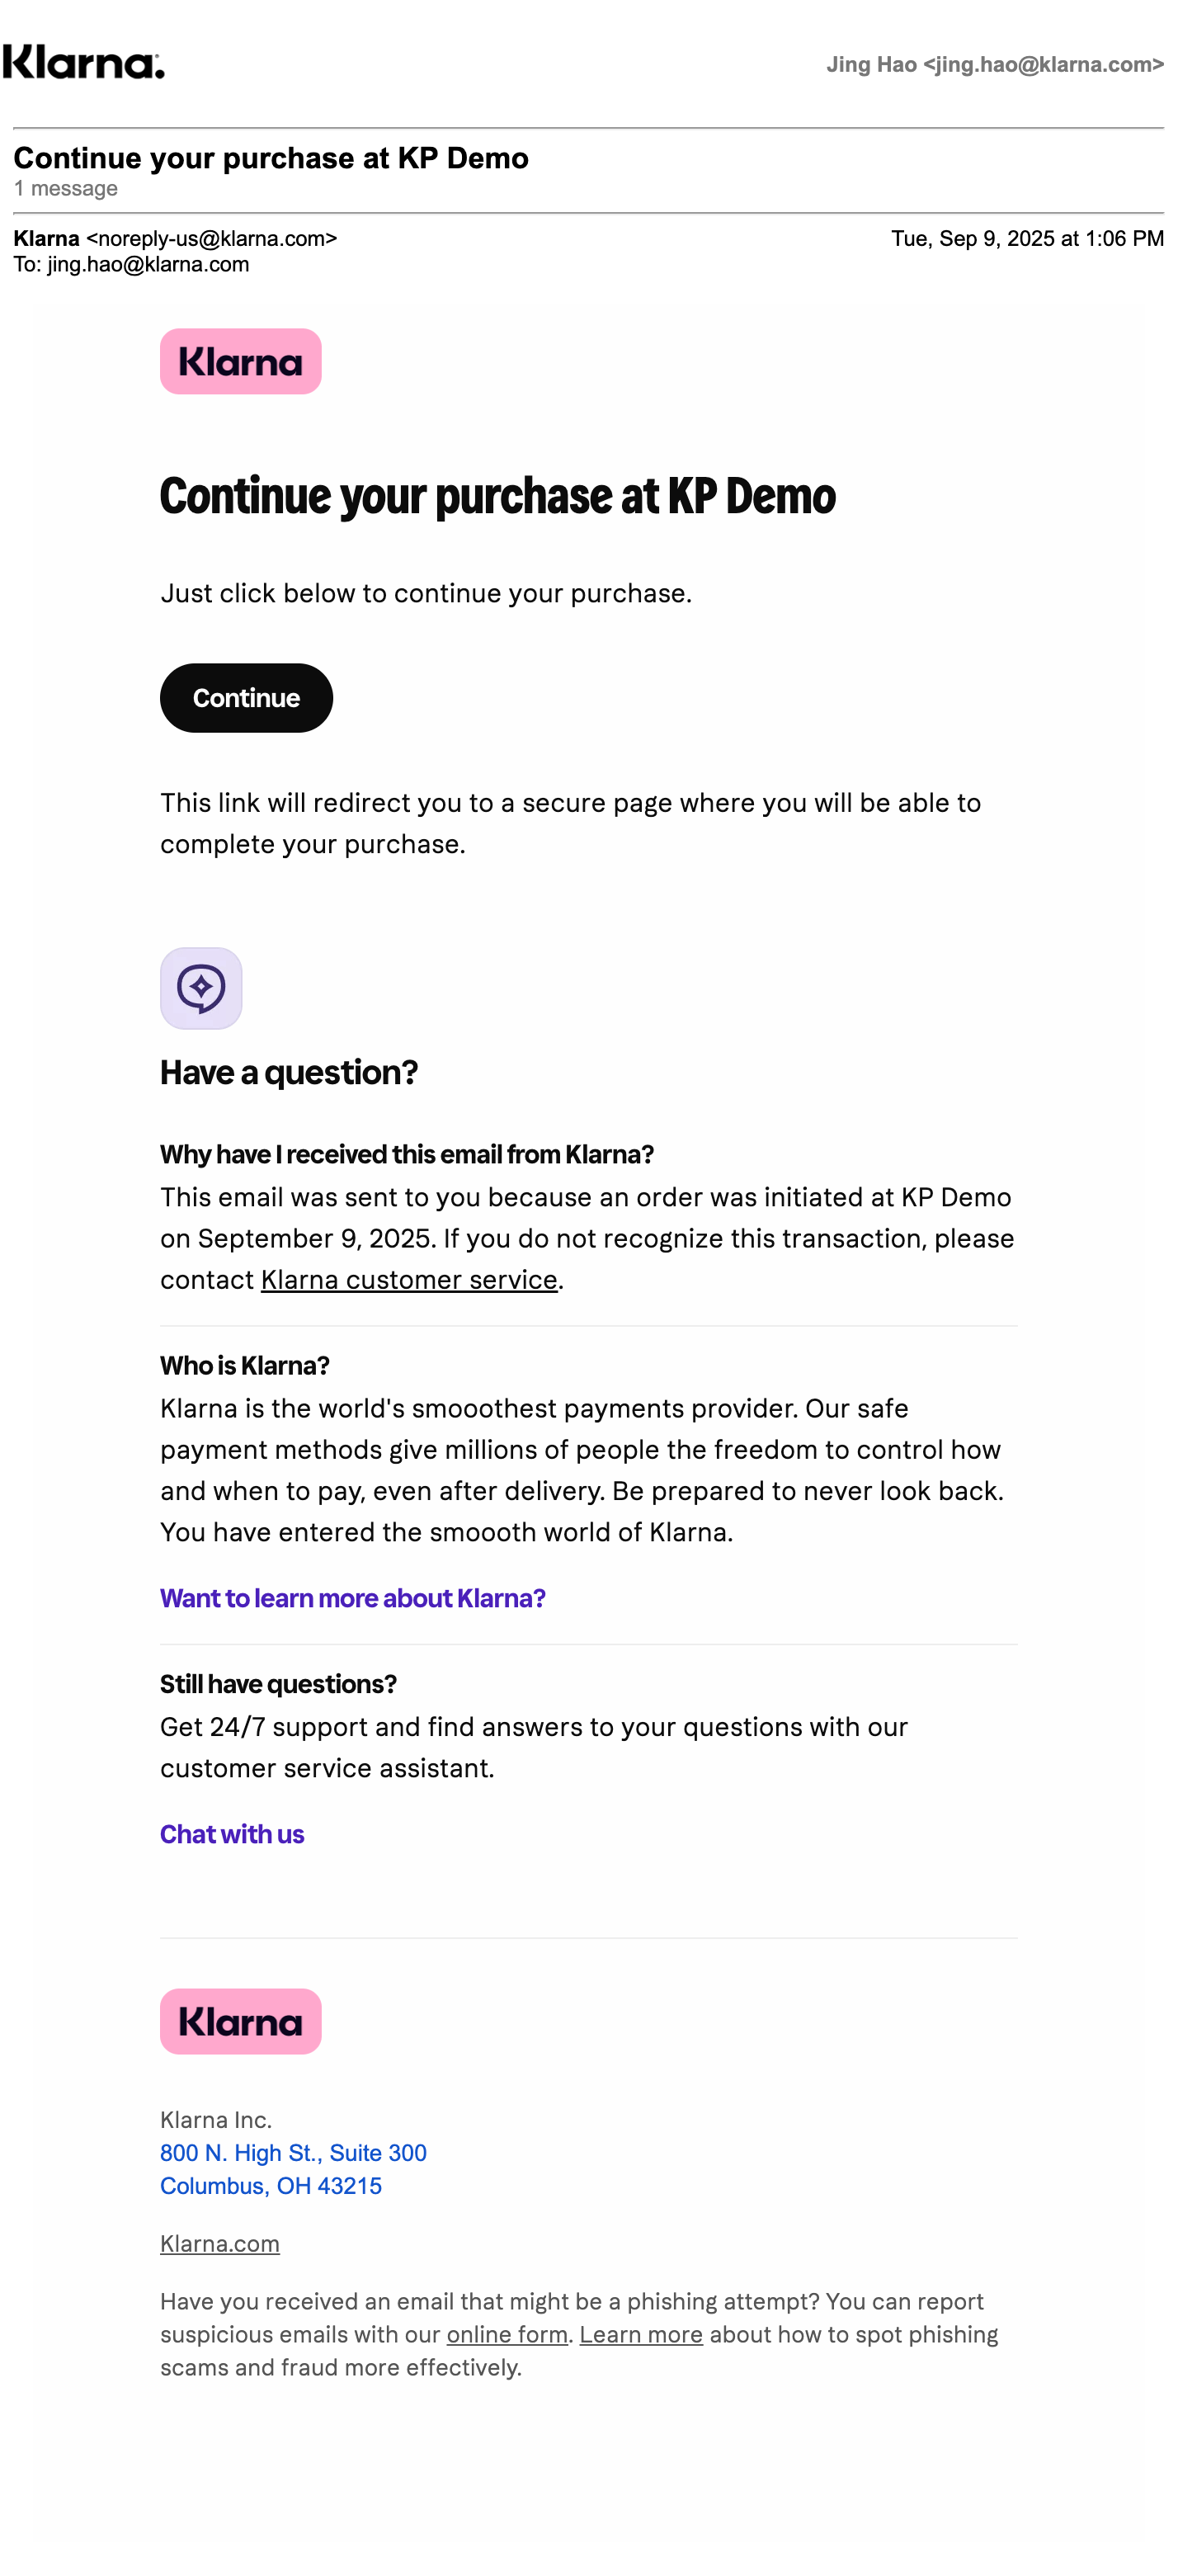 Klarna.
Jing Hao <jing.hao@klarna.com>
Continue your purchase at KP Demo
1 message
Klarna <noreply-us@klarna.com>
Tue, Sep 9, 2025 at 1:06 PM
To: jing.hao@klarna.com
Klarna
Continue your purchase at KP Demo
Just click below to continue your purchase.
Continue
This link will redirect you to a secure page where you will be able to
complete your purchase.
Have a question?
Why have I received this email from Klarna?
This email was sent to you because an order was initiated at KP Demo
on September 9, 2025. If you do not recognize this transaction, please
contact Klarna customer service.
Who is Klarna?
Klarna is the world's smooothest payments provider. Our safe
payment methods give millions of people the freedom to control how
and when to pay, even after delivery. Be prepared to never look back.
You have entered the smoooth world of Klarna.
Want to learn more about Klarna?
Still have questions?
Get 24/7 support and find answers to your questions with our
customer service assistant.
Chat with us
Klarna
Klarna Inc.
800 N. High St., Suite 300
Columbus, OH 43215
Klarna.com
Have you received an email that might be a phishing attempt? You can report
suspicious emails with our online form. Learn more about how to spot phishing
scams and fraud more effectively.